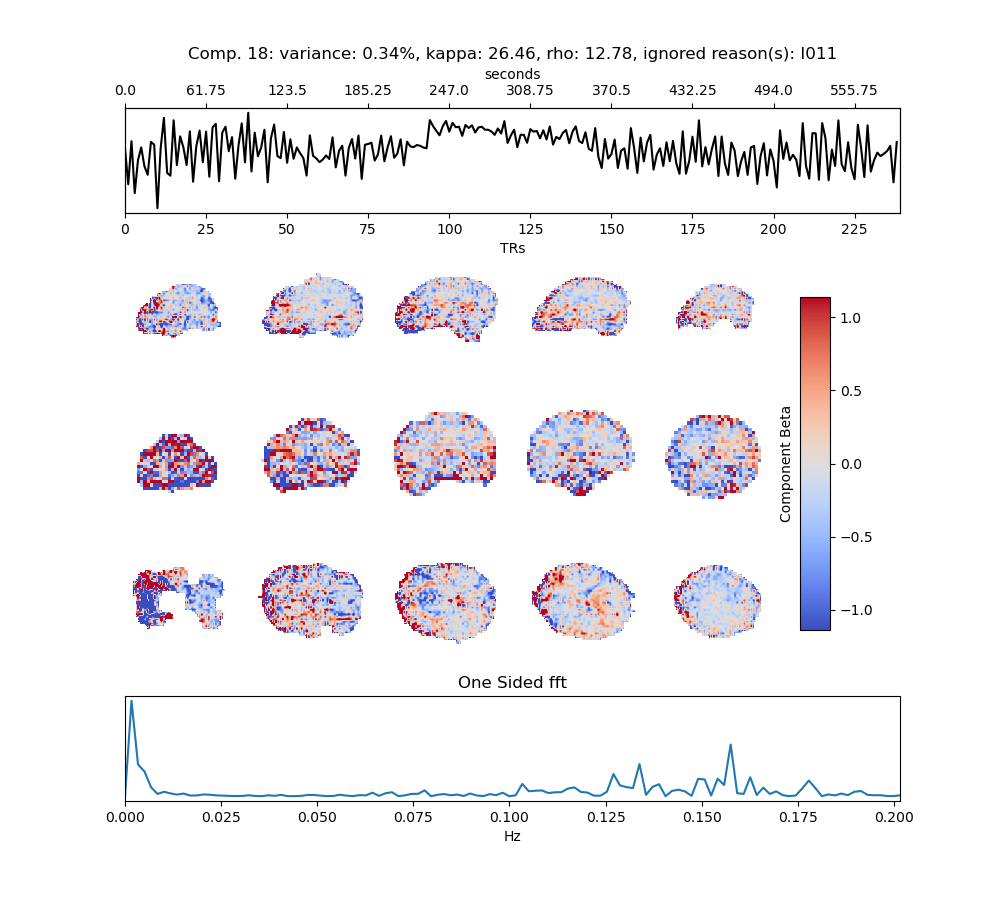 Comp. 18: variance: 0.34%, kappa: 26.46, rho: 12.78, ignored reason(s): I011
seconds
0.0 61.75 123.5 185.25 247.0 308.75 370.5 432.25 494.0 555.75
0 25 50 75 100 125 150 175 200 225
TRs
1.0
0.5
0.0
−0.5
−1.0
Component Beta
One Sided fft
0.000 0.025 0.050 0.075 0.100 0.125 0.150 0.175 0.200
Hz